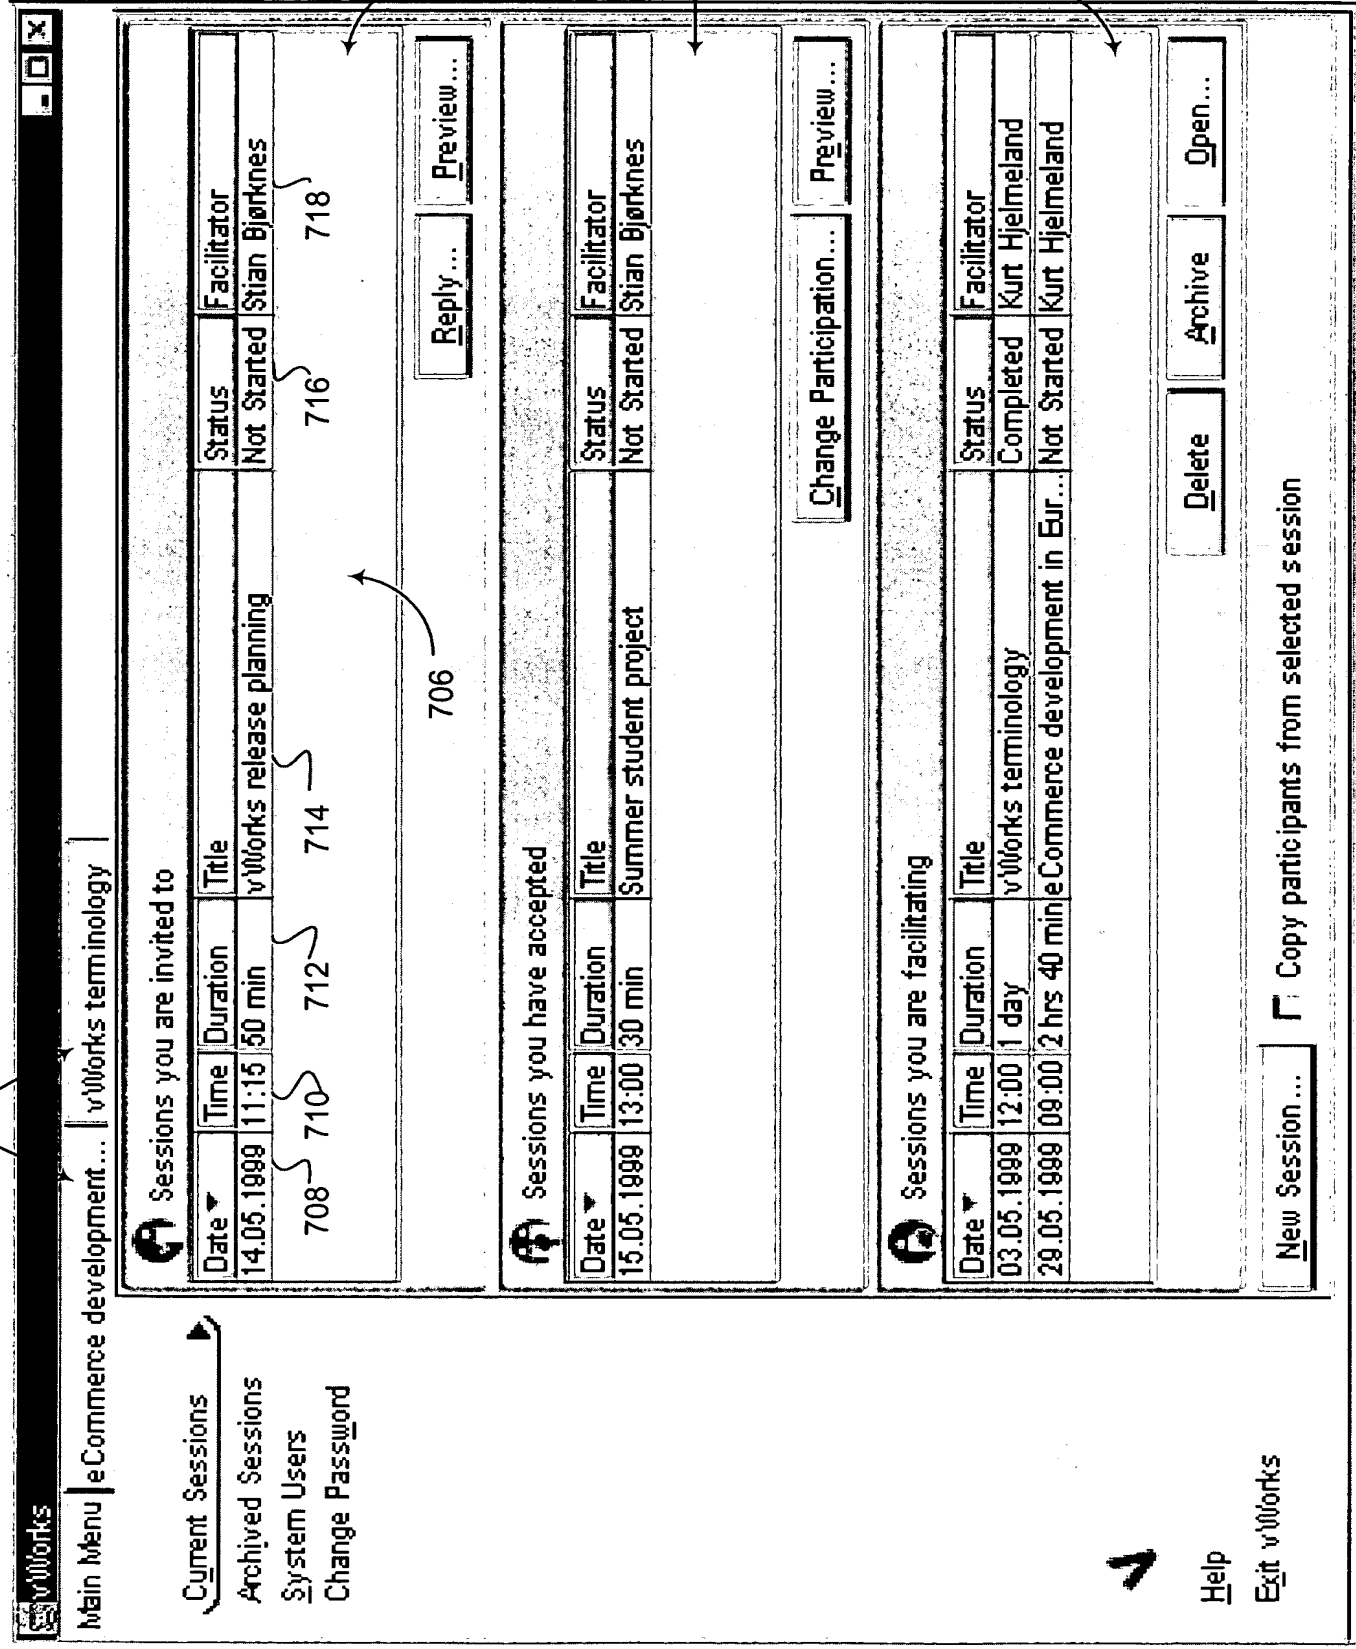 vWorks
Main Menu eCommerce development... vWorks terminology
Current Sessions
Archived Sessions
System Users
Change Password
Help
Exit vWorks
Sessions you are invited to
Date Time Duration Title Status Facilitator
14.05.1999 11:15 50 min vWorks release planning Not Started Stian Bjørknes
708 710 712 714 716 718
706
Reply... Preview...
Sessions you have accepted
Date Time Duration Title Status Facilitator
15.05.1999 13:00 30 min Summer student project Not Started Stian Bjørknes
Change Participation... Preview...
Sessions you are facilitating
Date Time Duration Title Status Facilitator
03.05.1999 12:00 1 day vWorks terminology Completed Kurt Hjelmeland
29.05.1999 09:00 2 hrs 40 min eCommerce development in Eur... Not Started Kurt Hjelmeland
Delete Archive Open...
New Session... Copy participants from selected session